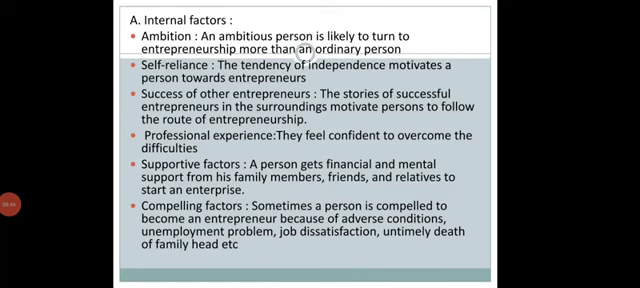 A. Internal factors :
• Ambition : An ambitious person is likely to turn to
entrepreneurship more than an ordinary person
• Self-reliance : The tendency of independence motivates a
person towards entrepreneurs
• Success of other entrepreneurs : The stories of successful
entrepreneurs in the surroundings motivate persons to follow
the route of entrepreneurship.
• Professional experience:They feel confident to overcome the
difficulties
• Supportive factors : A person gets financial and mental
support from his family members, friends, and relatives to
start an enterprise.
• Compelling factors : Sometimes a person is compelled to
become an entrepreneur because of adverse conditions,
unemployment problem, job dissatisfaction, untimely death
of family head etc